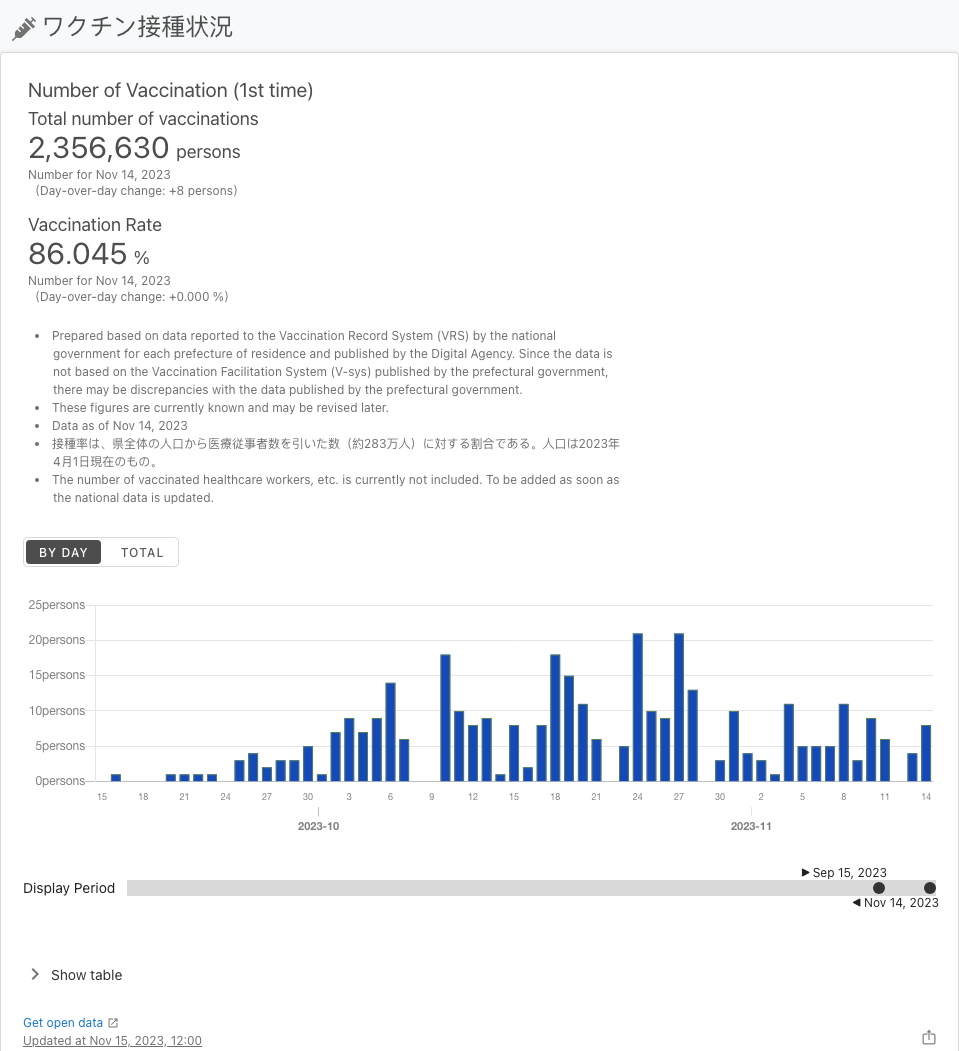 ワクチン接種状況
Number of Vaccination (1st time)
Total number of vaccinations
2,356,630 persons
Number for Nov 14, 2023
(Day-over-day change: +8 persons)
Vaccination Rate
86.045 %
Number for Nov 14, 2023
(Day-over-day change: +0.000 %)
• Prepared based on data reported to the Vaccination Record System (VRS) by the national
government for each prefecture of residence and published by the Digital Agency. Since the data is
not based on the Vaccination Facilitation System (V-sys) published by the prefectural government,
there may be discrepancies with the data published by the prefectural government.
• These figures are currently known and may be revised later.
• Data as of Nov 14, 2023
• 接種率は、県全体の人口から医療従事者数を引いた数（約283万人）に対する割合である。人口は2023年
4月1日現在のもの。
• The number of vaccinated healthcare workers, etc. is currently not included. To be added as soon as
the national data is updated.
BY DAY TOTAL
25persons
20persons
15persons
10persons
5persons
0persons
15 18 21 24 27 30 3 6 9 12 15 18 21 24 27 30 2 5 8 11 14
2023-10 2023-11
▶ Sep 15, 2023
Display Period
◀ Nov 14, 2023
Show table
Get open data
Updated at Nov 15, 2023, 12:00